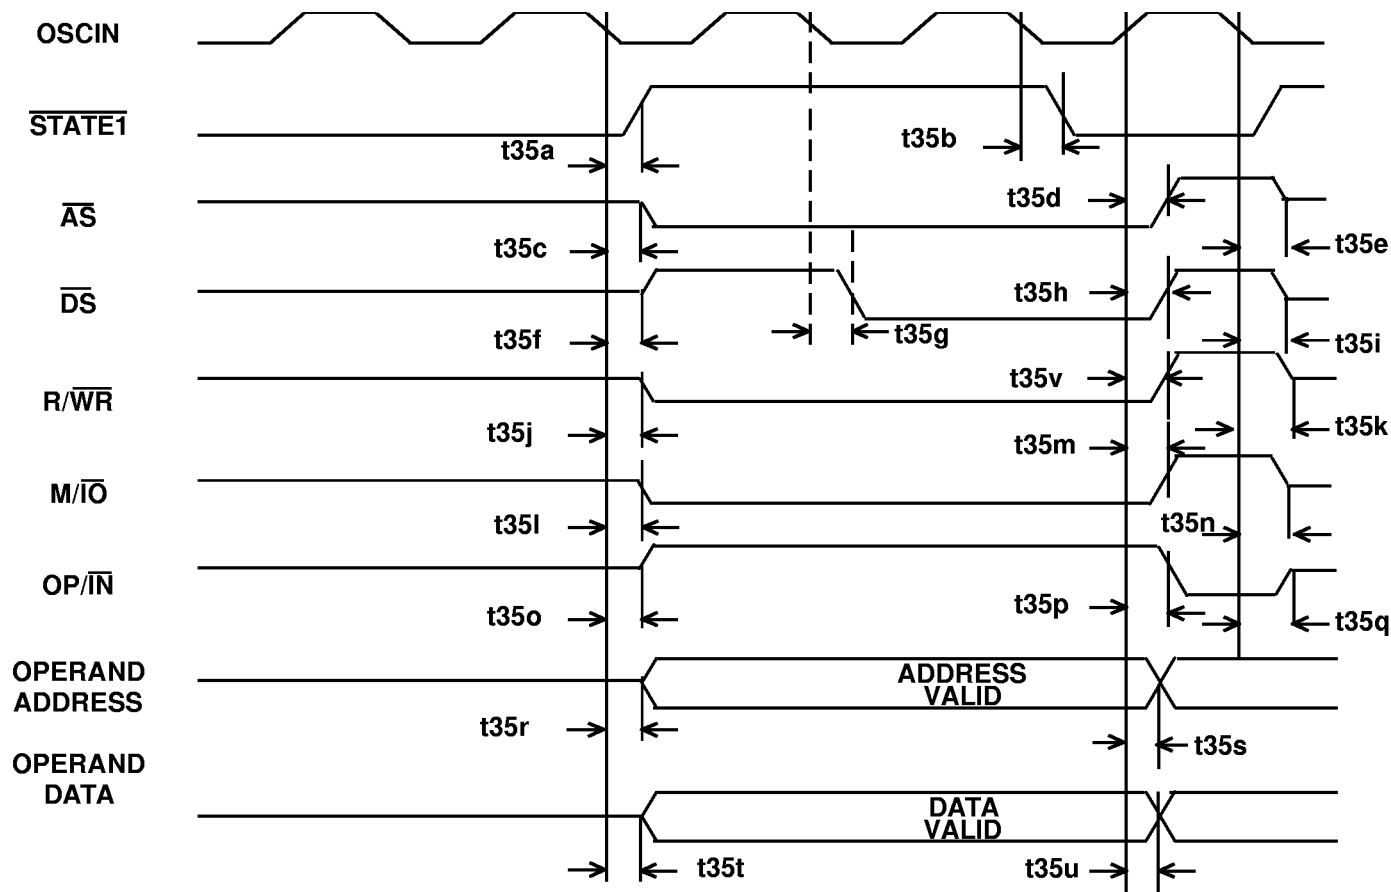 OSCIN
STATE1
t35a
t35b
AS
t35d
t35c
t35e
DS
t35h
t35f
t35g
t35i
R/WR
t35v
t35j
t35k
t35m
M/IO
t35l
t35n
OP/IN
t35o
t35p
t35q
OPERAND
ADDRESS
ADDRESS
VALID
t35r
t35s
OPERAND
DATA
DATA
VALID
t35t
t35u